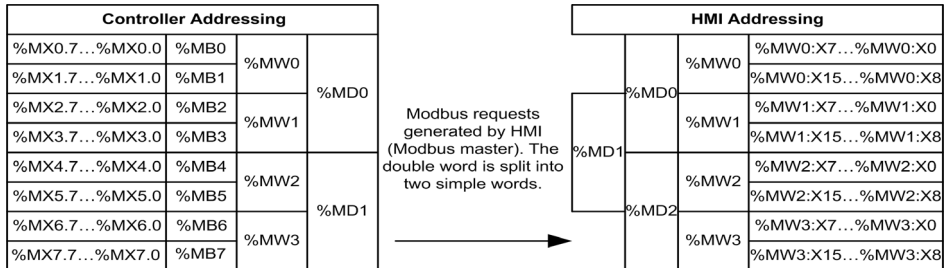 Controller Addressing
%MX0.7...%MX0.0 %MB0 %MW0 %MD0
%MX1.7...%MX1.0 %MB1
%MX2.7...%MX2.0 %MB2 %MW1
%MX3.7...%MX3.0 %MB3
%MX4.7...%MX4.0 %MB4 %MW2 %MD1
%MX5.7...%MX5.0 %MB5
%MX6.7...%MX6.0 %MB6 %MW3
%MX7.7...%MX7.0 %MB7
Modbus requests
generated by HMI
(Modbus master). The
double word is split into
two simple words.
HMI Addressing
%MD0 %MW0 %MW0:X7...%MW0:X0
%MW0:X15...%MW0:X8
%MD1 %MW1 %MW1:X7...%MW1:X0
%MW1:X15...%MW1:X8
%MD2 %MW2 %MW2:X7...%MW2:X0
%MW2:X15...%MW2:X8
%MW3 %MW3:X7...%MW3:X0
%MW3:X15...%MW3:X8